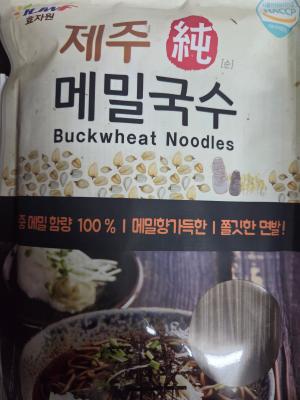 효자원
제주 純
[순]
메밀국수
Buckwheat Noodles
HACCP
중 메밀 함량 100 % | 메밀향가득한 | 쫄깃한 면발!